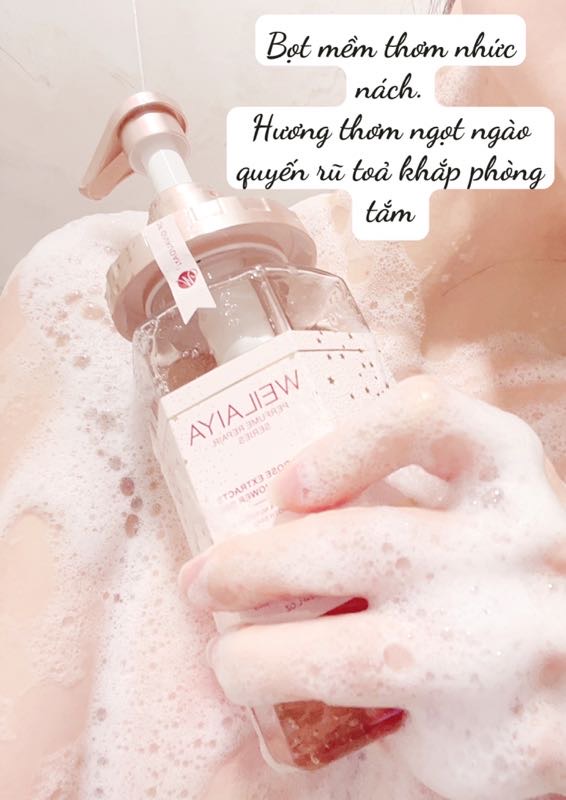 Bọt mềm thơm nhức
nách.
Hương thơm ngọt ngào
quyến rũ toả khắp phòng
tắm
WEILAIYA
PERFUME REPAIR
SERIES